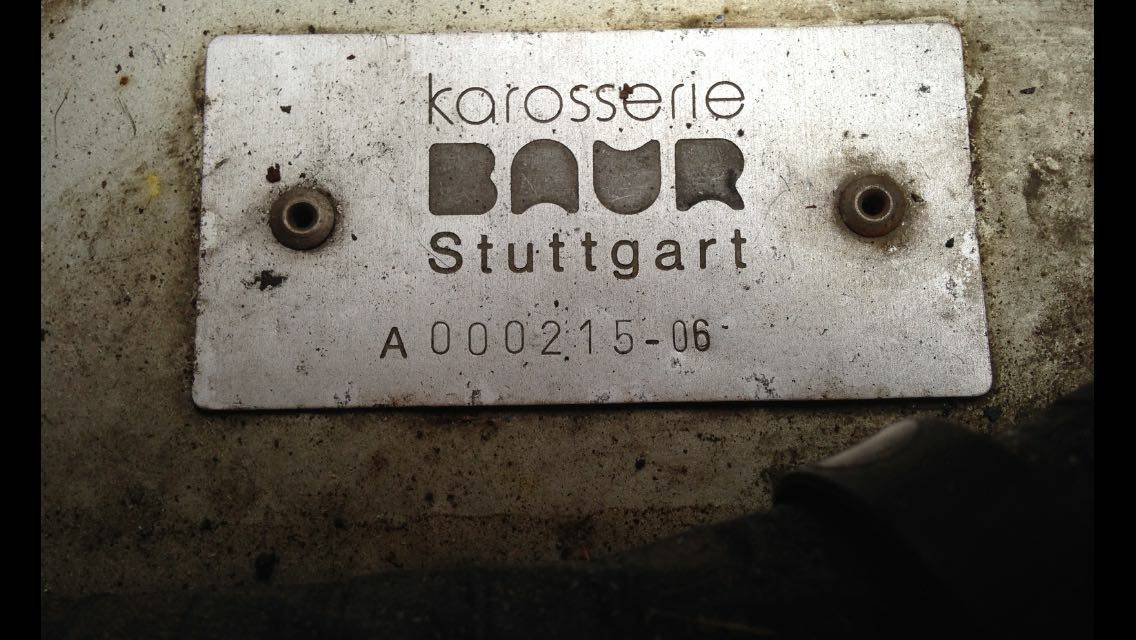 karosserie
BAUR
Stuttgart
A 000215-06